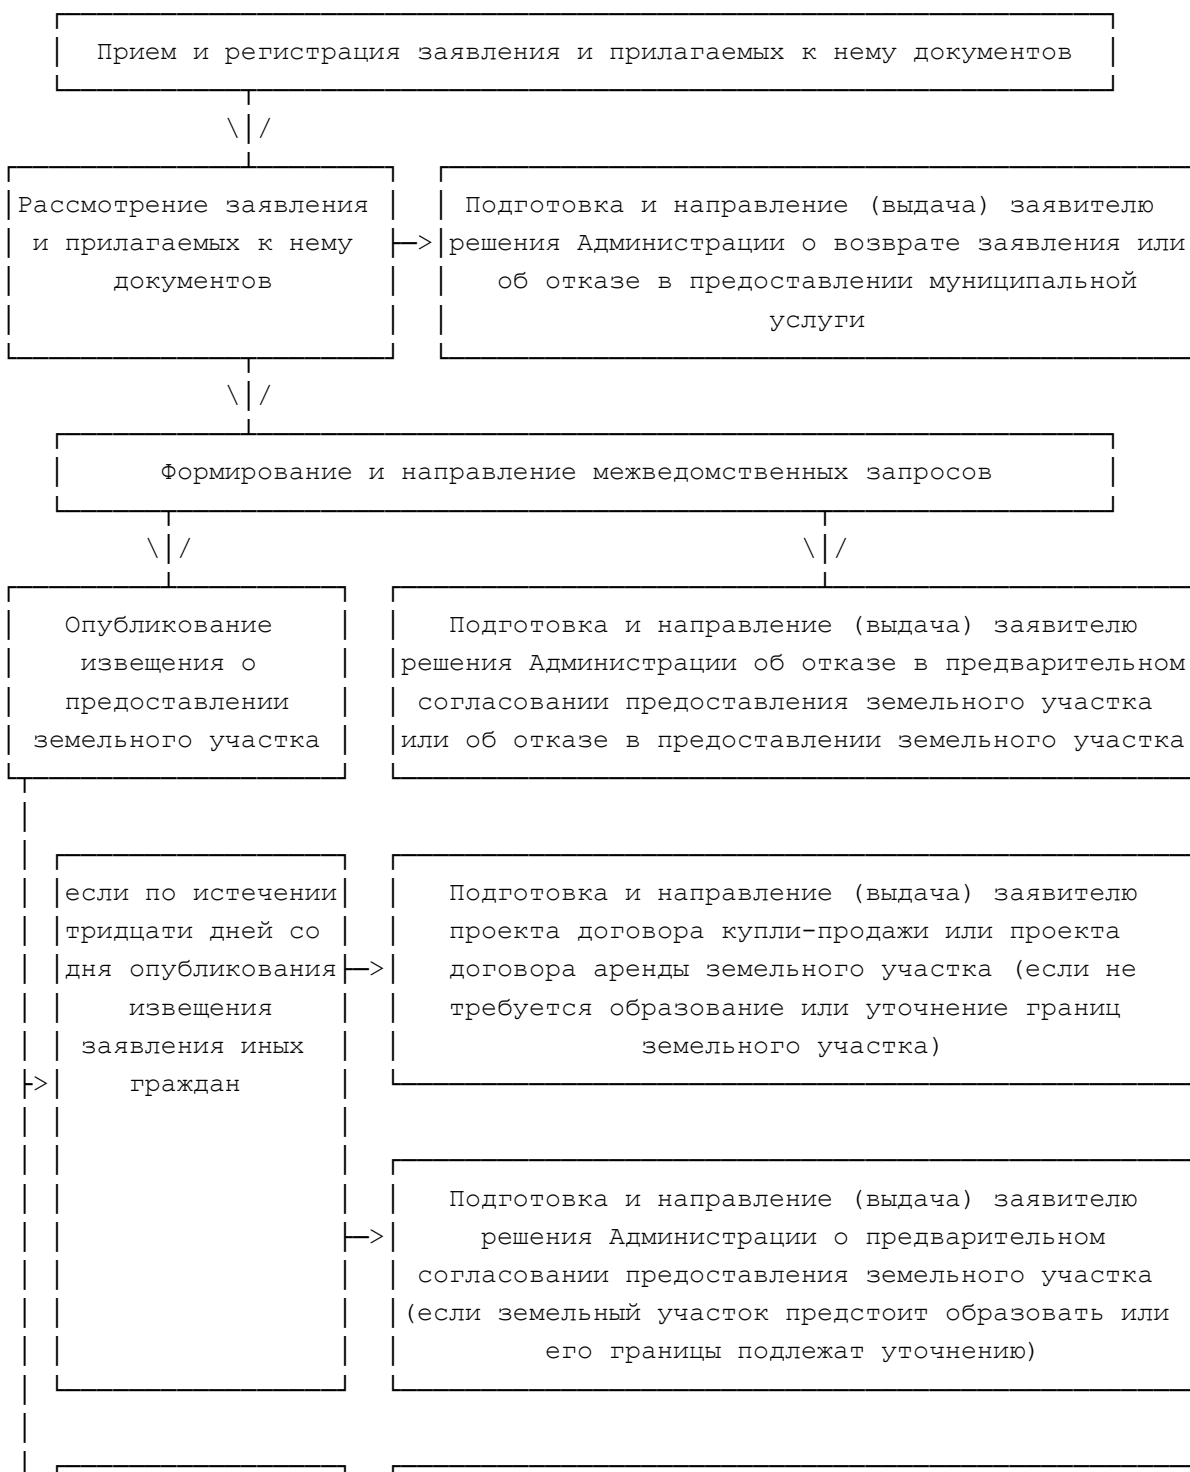 Прием и регистрация заявления и прилагаемых к нему документов
Рассмотрение заявления
и прилагаемых к нему
документов
Подготовка и направление (выдача) заявителю
решения Администрации о возврате заявления или
об отказе в предоставлении муниципальной
услуги
Формирование и направление межведомственных запросов
Опубликование
извещения о
предоставлении
земельного участка
Подготовка и направление (выдача) заявителю
решения Администрации об отказе в предварительном
согласовании предоставления земельного участка
или об отказе в предоставлении земельного участка
если по истечении
тридцати дней со
дня опубликования
извещения
заявления иных
граждан
Подготовка и направление (выдача) заявителю
проекта договора купли-продажи или проекта
договора аренды земельного участка (если не
требуется образование или уточнение границ
земельного участка)
Подготовка и направление (выдача) заявителю
решения Администрации о предварительном
согласовании предоставления земельного участка
(если земельный участок предстоит образовать или
его границы подлежат уточнению)